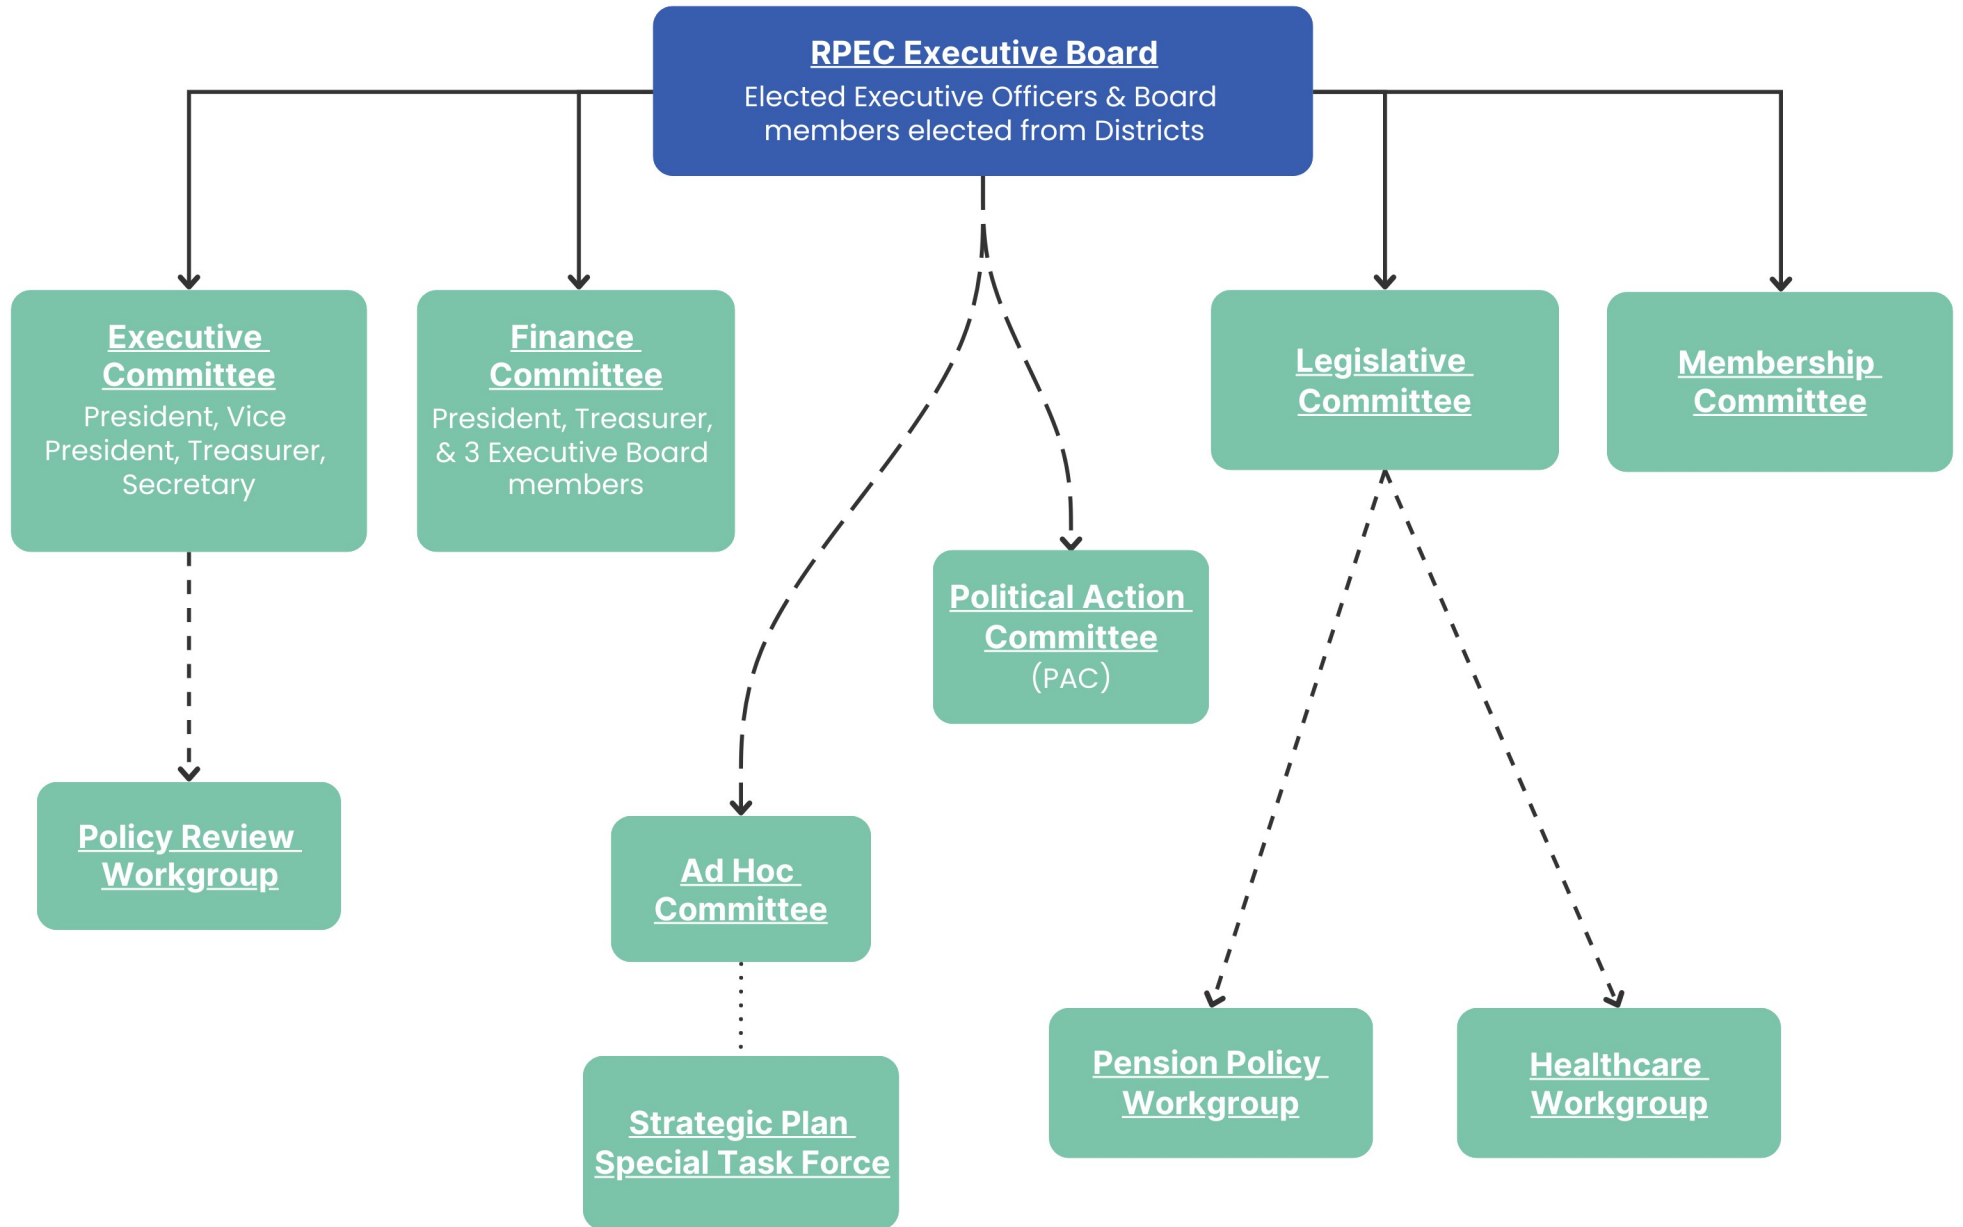 RPEC Executive Board
Elected Executive Officers & Board
members elected from Districts
Executive
Committee
President, Vice
President, Treasurer,
Secretary
Finance
Committee
President, Treasurer,
& 3 Executive Board
members
Legislative
Committee
Membership
Committee
Political Action
Committee
(PAC)
Policy Review
Workgroup
Ad Hoc
Committee
Pension Policy
Workgroup
Healthcare
Workgroup
Strategic Plan
Special Task Force